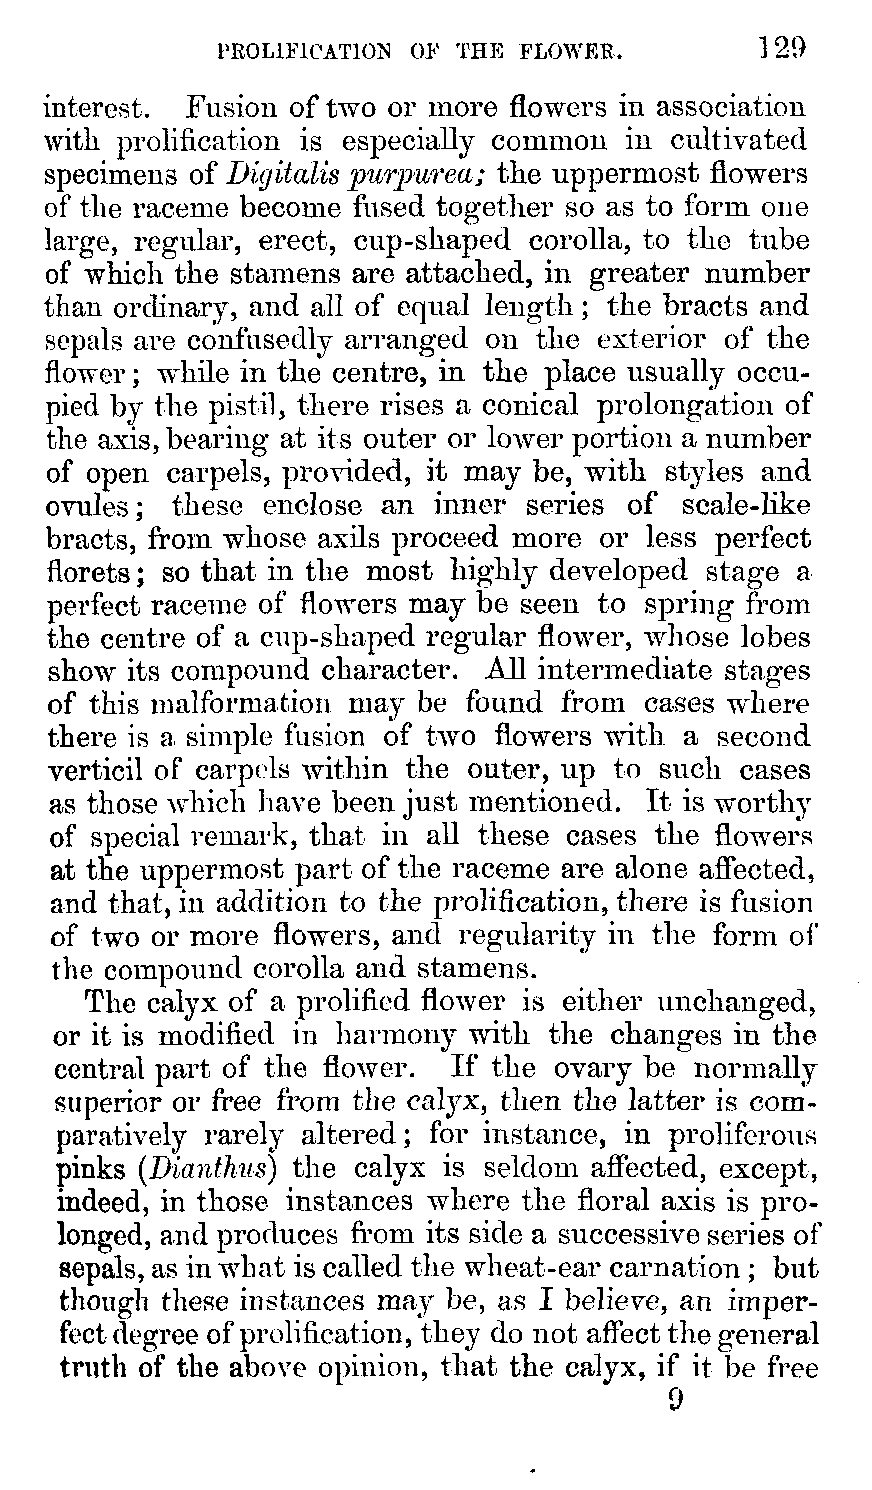 PROLIFICATION OF THE FLOWER. 129
interest. Fusion of two or more flowers in association
with prolification is especially common in cultivated
specimens of Digitalis purpurea; the uppermost flowers
of the raceme become fused together so as to form one
large, regular, erect, cup-shaped corolla, to the tube
of which the stamens are attached, in greater number
than ordinary, and all of equal length; the bracts and
sepals are confusedly arranged on the exterior of the
flower; while in the centre, in the place usually occu-
pied by the pistil, there rises a conical prolongation of
the axis, bearing at its outer or lower portion a number
of open carpels, provided, it may be, with styles and
ovules; these enclose an inner series of scale-like
bracts, from whose axils proceed more or less perfect
florets; so that in the most highly developed stage a
perfect raceme of flowers may be seen to spring from
the centre of a cup-shaped regular flower, whose lobes
show its compound character. All intermediate stages
of this malformation may be found from cases where
there is a simple fusion of two flowers with a second
verticil of carpels within the outer, up to such cases
as those which have been just mentioned. It is worthy
of special remark, that in all these cases the flowers
at the uppermost part of the raceme are alone affected,
and that, in addition to the prolification, there is fusion
of two or more flowers, and regularity in the form of
the compound corolla and stamens.
The calyx of a prolified flower is either unchanged,
or it is modified in harmony with the changes in the
central part of the flower. If the ovary be normally
superior or free from the calyx, then the latter is com-
paratively rarely altered; for instance, in proliferous
pinks (Dianthus) the calyx is seldom affected, except,
indeed, in those instances where the floral axis is pro-
longed, and produces from its side a successive series of
sepals, as in what is called the wheat-ear carnation; but
though these instances may be, as I believe, an imper-
fect degree of prolification, they do not affect the general
truth of the above opinion, that the calyx, if it be free
9